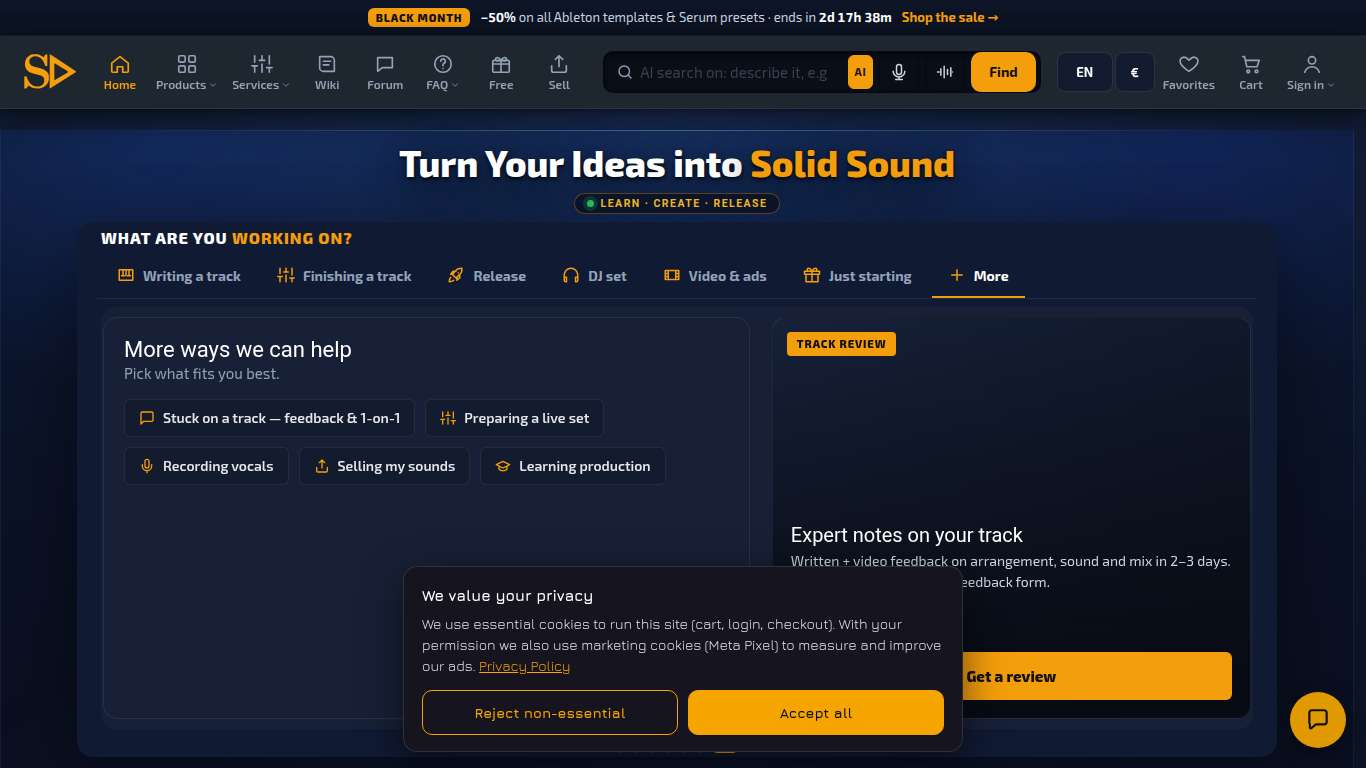 BLACK MONTH −50% on all Ableton templates & Serum presets · ends in 2d 17h 38m Shop the sale →
SD
Home
Products
Services
Wiki
Forum
FAQ
Free
Sell
AI search on: describe it, e.g
AI
Find
EN
€
Favorites
Cart
Sign in
Turn Your Ideas into Solid Sound
LEARN · CREATE · RELEASE
WHAT ARE YOU WORKING ON?
Writing a track
Finishing a track
Release
DJ set
Video & ads
Just starting
More
More ways we can help
Pick what fits you best.
Stuck on a track — feedback & 1-on-1
Preparing a live set
Recording vocals
Selling my sounds
Learning production
TRACK REVIEW
Expert notes on your track
Written + video feedback on arrangement, sound and mix in 2–3 days.
eedback form.
Get a review
We value your privacy
We use essential cookies to run this site (cart, login, checkout). With your
permission we also use marketing cookies (Meta Pixel) to measure and improve
our ads. Privacy Policy
Reject non-essential
Accept all